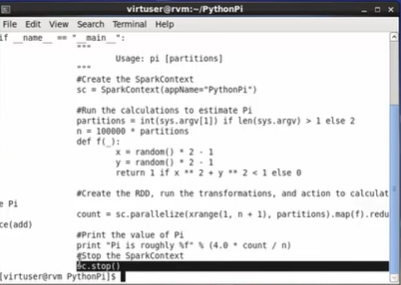 virtuser@rvm:~/PythonPi
File Edit View Search Terminal Help
if __name__ == "__main__":
"""
Usage: pi [partitions]
"""
#Create the SparkContext
sc = SparkContext(appName="PythonPi")
#Run the calculations to estimate Pi
partitions = int(sys.argv[1]) if len(sys.argv) > 1 else 2
n = 100000 * partitions
def f(_):
x = random() * 2 - 1
y = random() * 2 - 1
return 1 if x ** 2 + y ** 2 < 1 else 0
#Create the RDD, run the transformations, and action to calculat
e Pi
count = sc.parallelize(xrange(1, n + 1), partitions).map(f).redu
ce(add)
#Print the value of Pi
print "Pi is roughly %f" % (4.0 * count / n)
#Stop the SparkContext
sc.stop()
[virtuser@rvm PythonPi]$